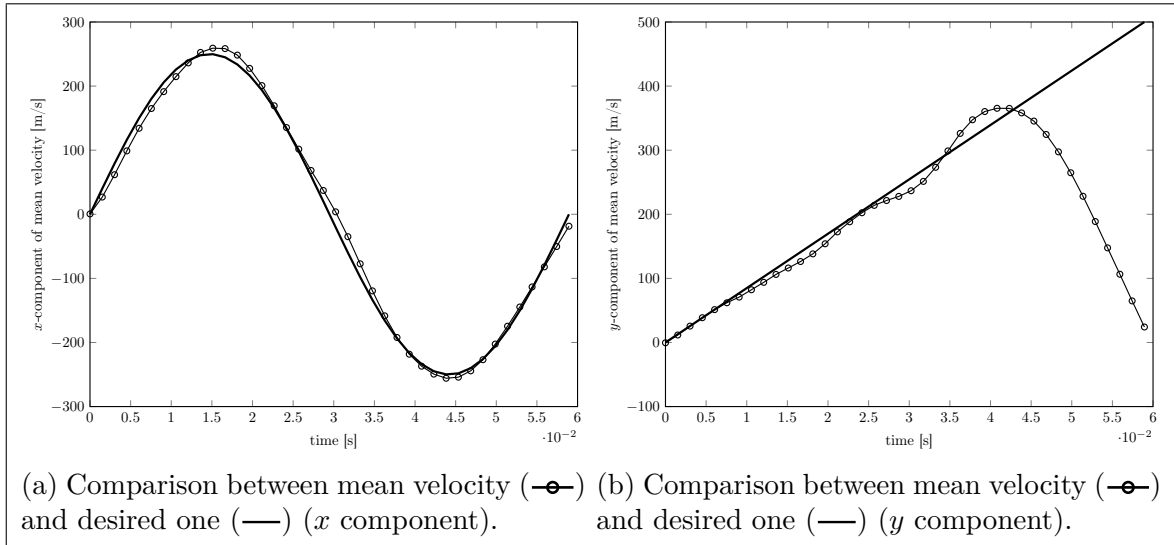 300
200
100
0
−100
−200
−300
x-component of mean velocity [m/s]
0 0.5 1 1.5 2 2.5 3 3.5 4 4.5 5 5.5 6
·10−2
time [s]
500
400
300
200
100
0
−100
y-component of mean velocity [m/s]
0 0.5 1 1.5 2 2.5 3 3.5 4 4.5 5 5.5 6
·10−2
time [s]
(a) Comparison between mean velocity ( )
and desired one ( ) (x component).
(b) Comparison between mean velocity ( )
and desired one ( ) (y component).